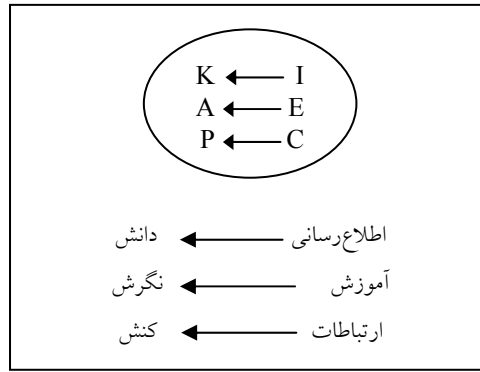 K I
A E
P C
اطلاع‌رسانی دانش
آموزش نگرش
ارتباطات کنش